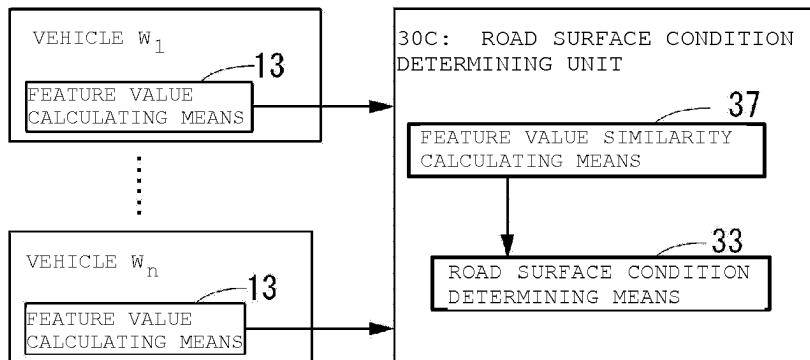 VEHICLE W1
13
FEATURE VALUE
CALCULATING MEANS
VEHICLE Wn
13
FEATURE VALUE
CALCULATING MEANS
30C: ROAD SURFACE CONDITION
DETERMINING UNIT
37
FEATURE VALUE SIMILARITY
CALCULATING MEANS
33
ROAD SURFACE CONDITION
DETERMINING MEANS